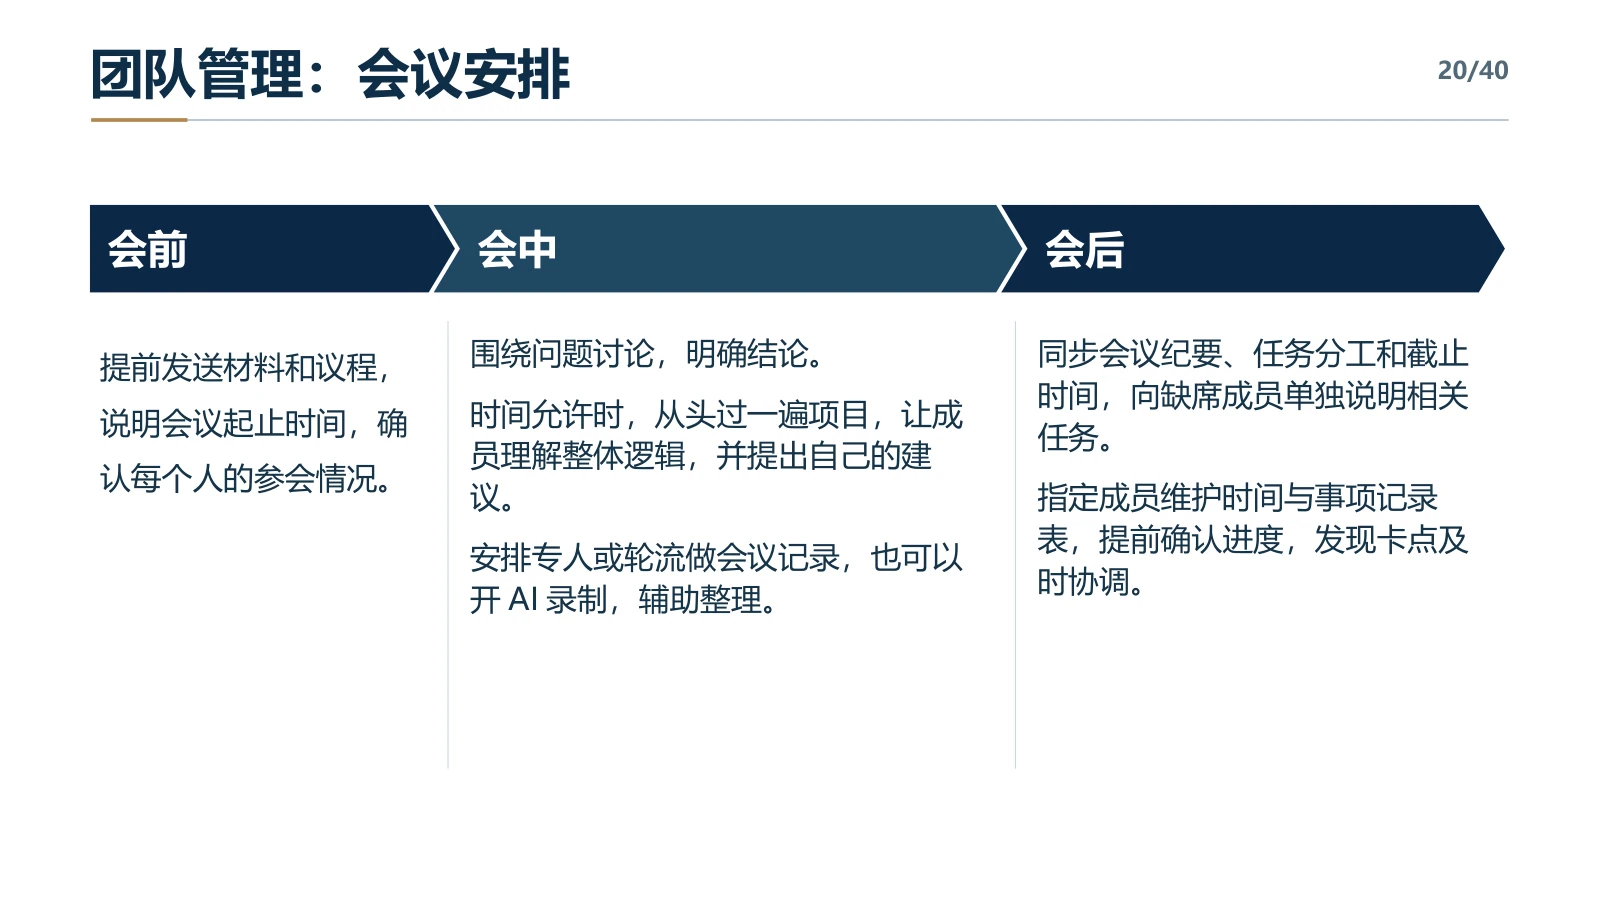 团队管理：会议安排
20/40
会前
会中
会后
提前发送材料和议程，
说明会议起止时间，确
认每个人的参会情况。
围绕问题讨论，明确结论。
时间允许时，从头过一遍项目，让成
员理解整体逻辑，并提出自己的建
议。
安排专人或轮流做会议记录，也可以
开 AI 录制，辅助整理。
同步会议纪要、任务分工和截止
时间，向缺席成员单独说明相关
任务。
指定成员维护时间与事项记录
表，提前确认进度，发现卡点及
时协调。